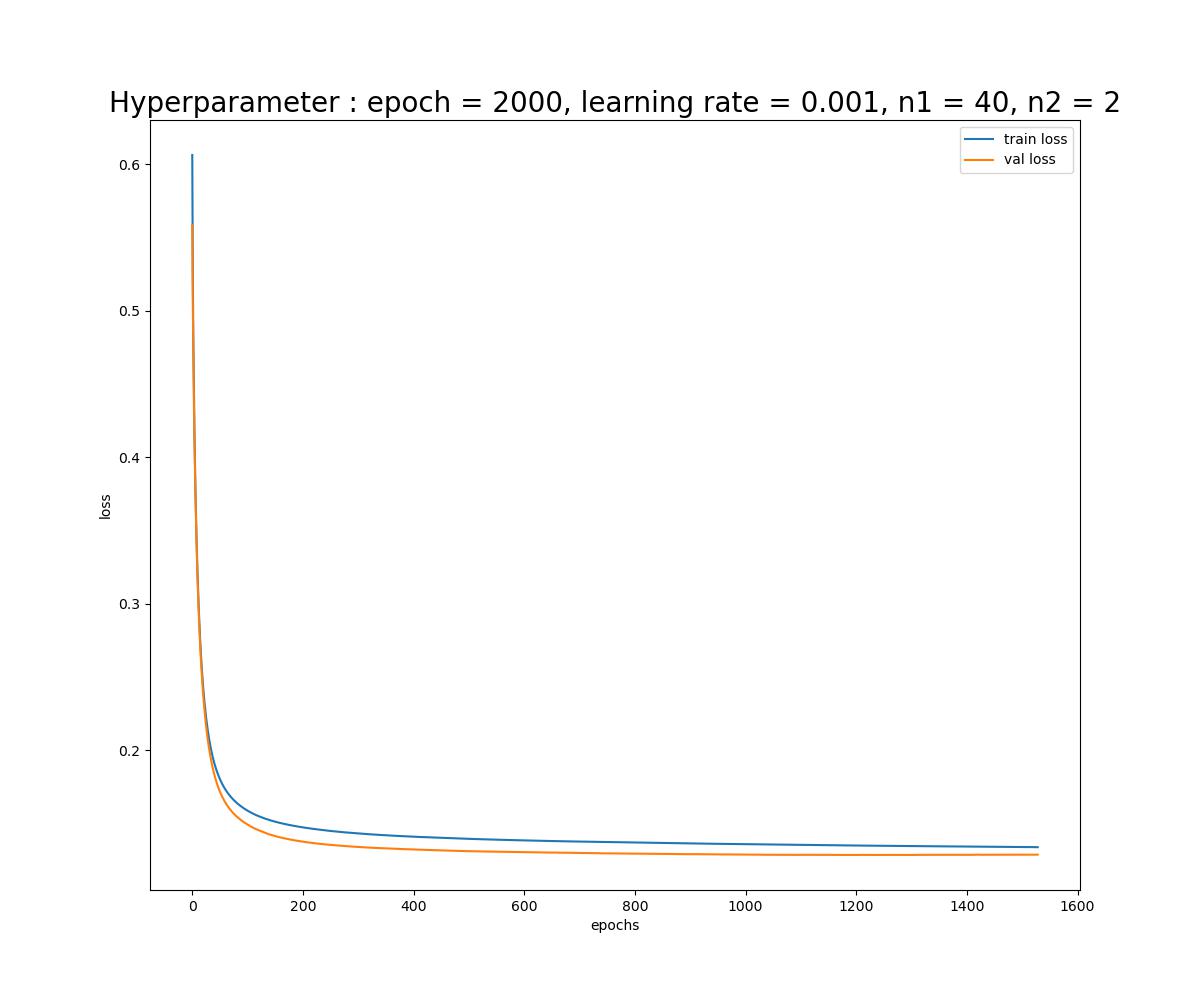 Hyperparameter : epoch = 2000, learning rate = 0.001, n1 = 40, n2 = 2
train loss
val loss
0.6
0.5
0.4
0.3
0.2
loss
0 200 400 600 800 1000 1200 1400 1600
epochs